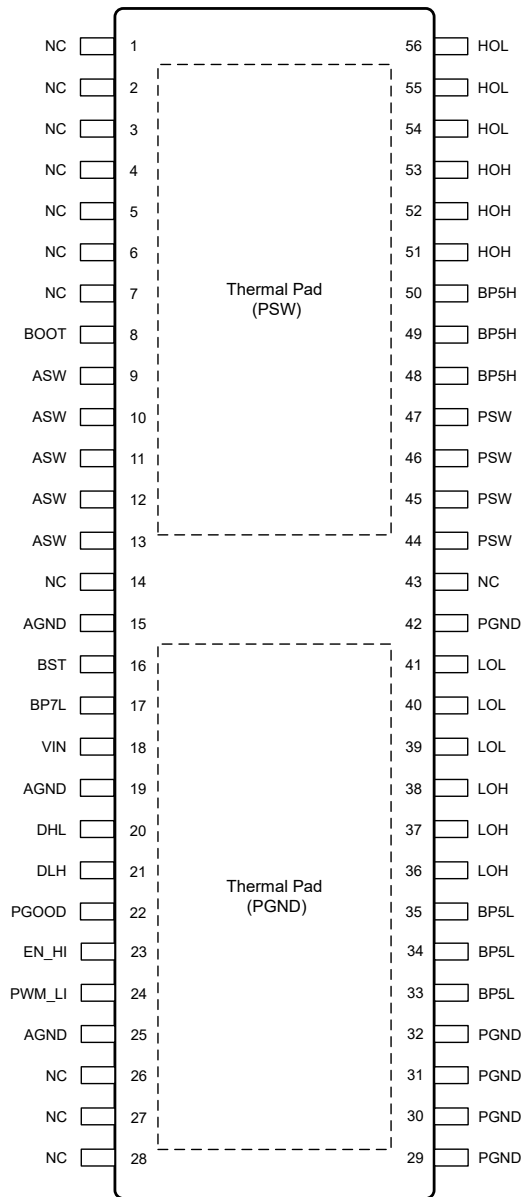 NC 1 56 HOL
NC 2 55 HOL
NC 3 54 HOL
NC 4 53 HOH
NC 5 52 HOH
NC 6 51 HOH
NC 7 50 BP5H
Thermal Pad
(PSW)
BOOT 8 49 BP5H
ASW 9 48 BP5H
ASW 10 47 PSW
ASW 11 46 PSW
ASW 12 45 PSW
ASW 13 44 PSW
NC 14 43 NC
AGND 15 42 PGND
BST 16 41 LOL
BP7L 17 40 LOL
VIN 18 39 LOL
AGND 19 38 LOH
DHL 20 37 LOH
DLH 21 36 LOH
Thermal Pad
(PGND)
PGOOD 22 35 BP5L
EN_HI 23 34 BP5L
PWM_LI 24 33 BP5L
AGND 25 32 PGND
NC 26 31 PGND
NC 27 30 PGND
NC 28 29 PGND